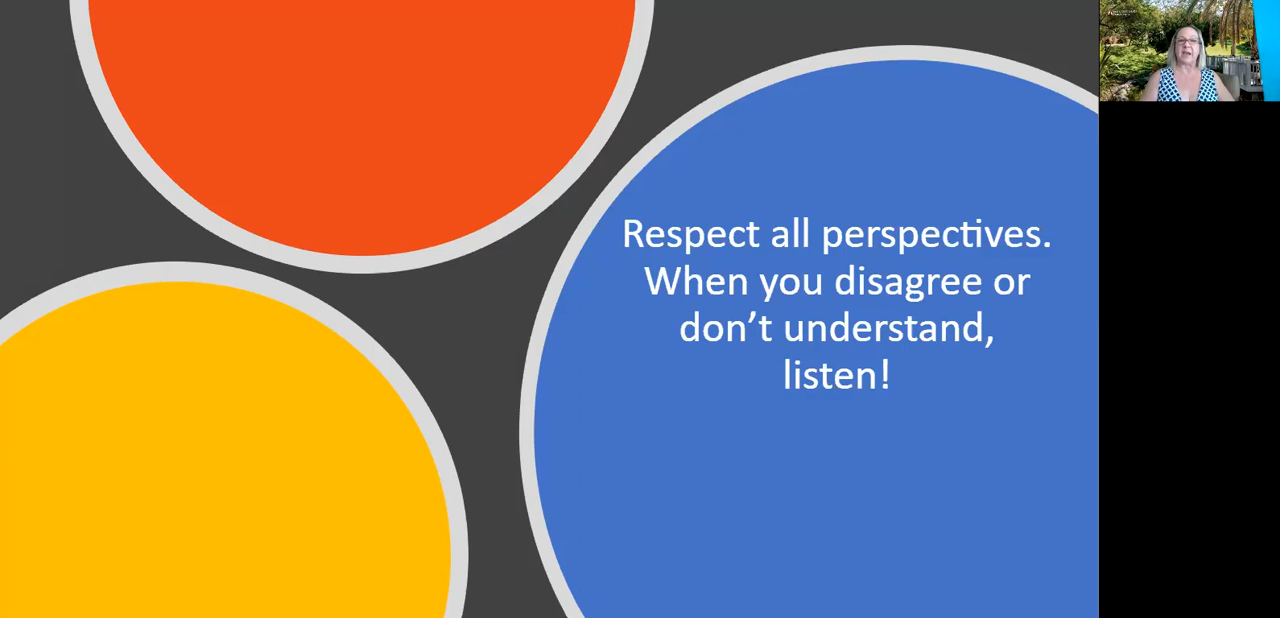 Respect all perspectives.
When you disagree or
don’t understand,
listen!